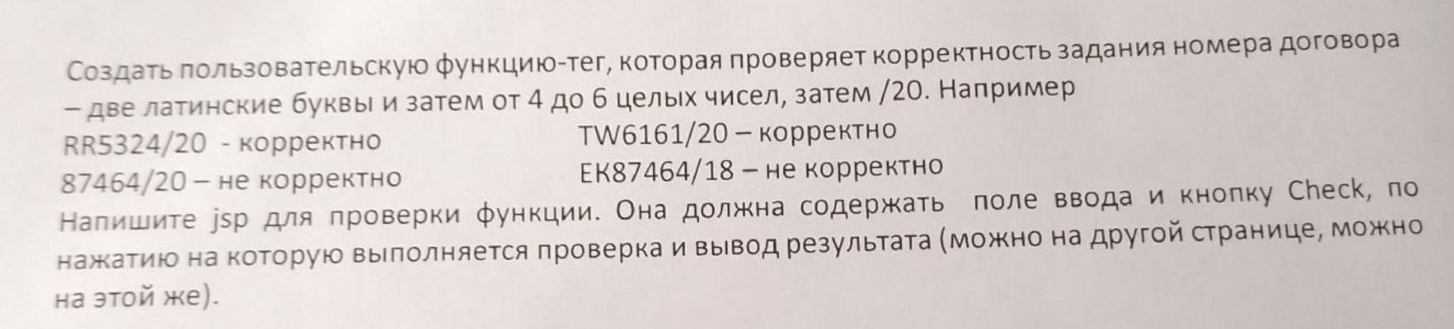 Создать пользовательскую функцию-тег, которая проверяет корректность задания номера договора
– две латинские буквы и затем от 4 до 6 целых чисел, затем /20. Например
RR5324/20 - корректно TW6161/20 – корректно
87464/20 – не корректно EK87464/18 – не корректно
Напишите jsp для проверки функции. Она должна содержать поле ввода и кнопку Check, по
нажатию на которую выполняется проверка и вывод результата (можно на другой странице, можно
на этой же).